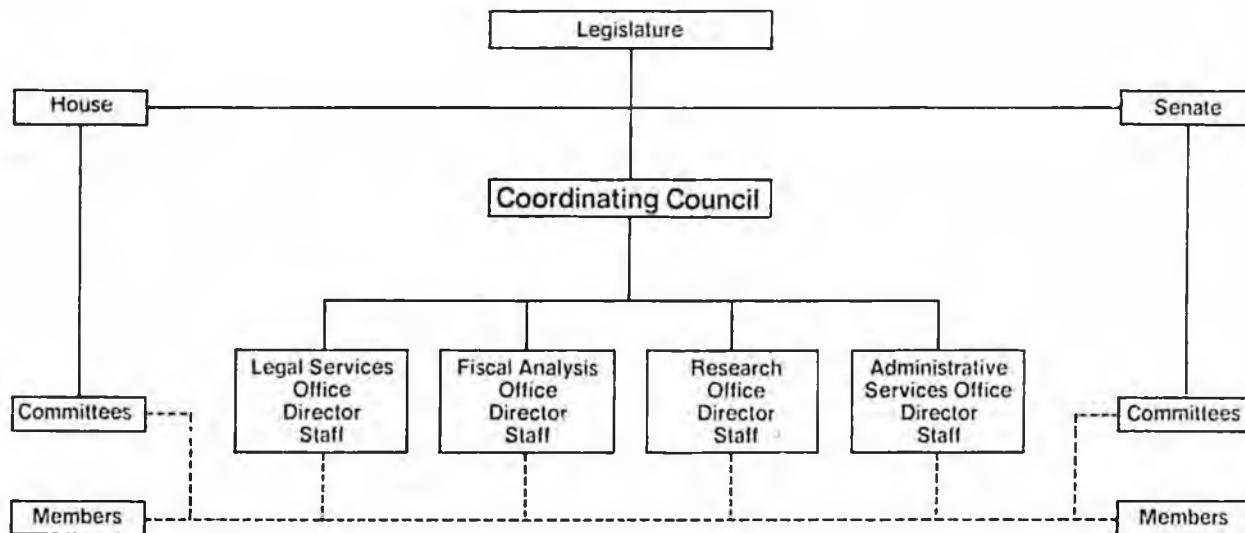 Legislature
House
Senate
Coordinating Council
Legal Services
Office
Director
Staff
Fiscal Analysis
Office
Director
Staff
Research
Office
Director
Staff
Administrative
Services Office
Director
Staff
Committees
Committees
Members
Members